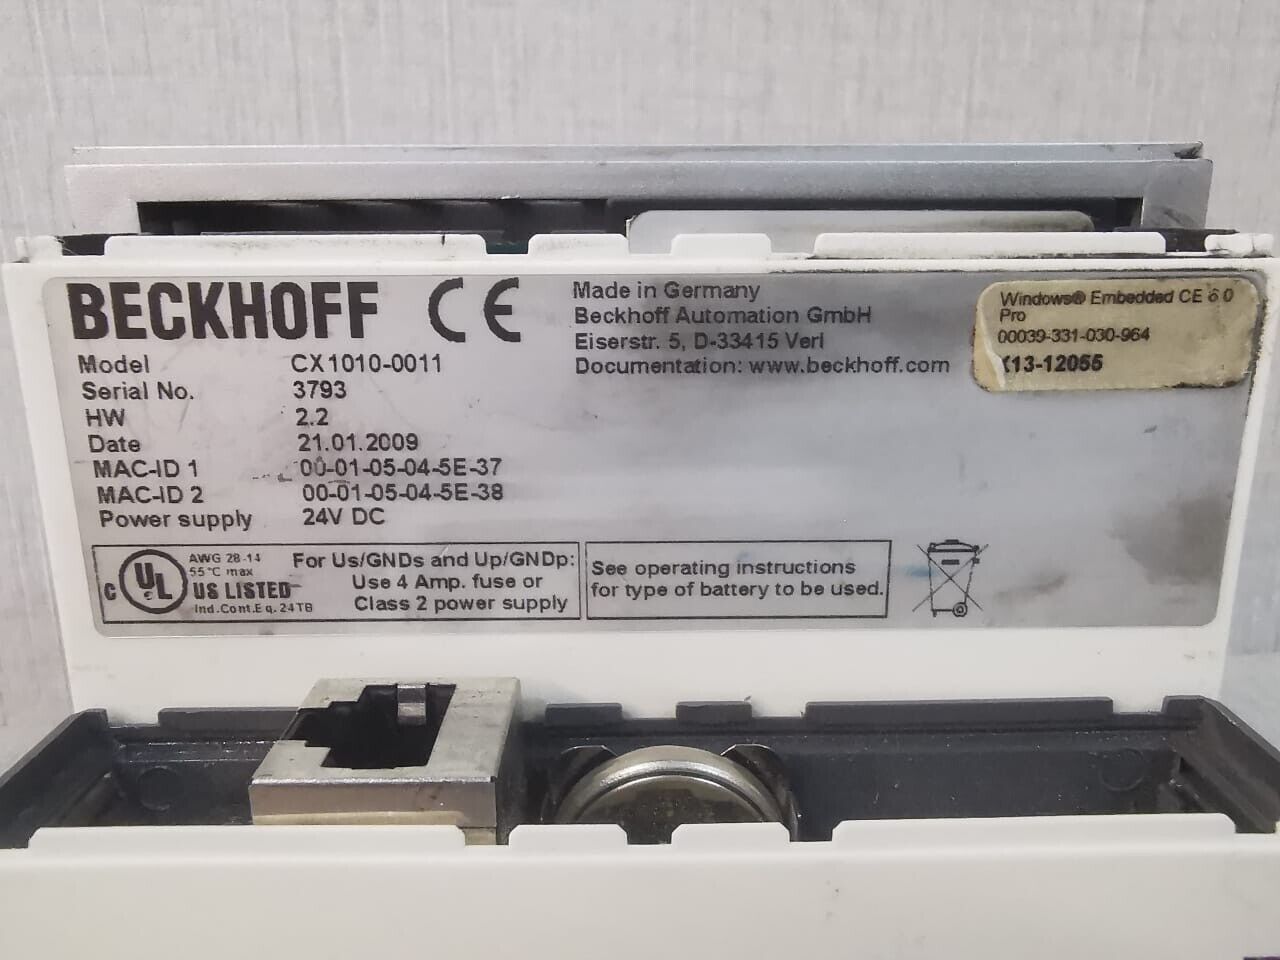 BECKHOFF CE
Model CX1010-0011
Serial No. 3793
HW 2.2
Date 21.01.2009
MAC-ID 1 00-01-05-04-5E-37
MAC-ID 2 00-01-05-04-5E-38
Power supply 24V DC
Made in Germany
Beckhoff Automation GmbH
Eiserstr. 5, D-33415 Verl
Documentation: www.beckhoff.com
Windows® Embedded CE 6.0
Pro
00039-331-030-964
X13-12055
c UL
AWG 28-14
55°C max
US LISTED
Ind.Cont.Eq. 24TB
For Us/GNDs and Up/GNDp:
Use 4 Amp. fuse or
Class 2 power supply
See operating instructions
for type of battery to be used.